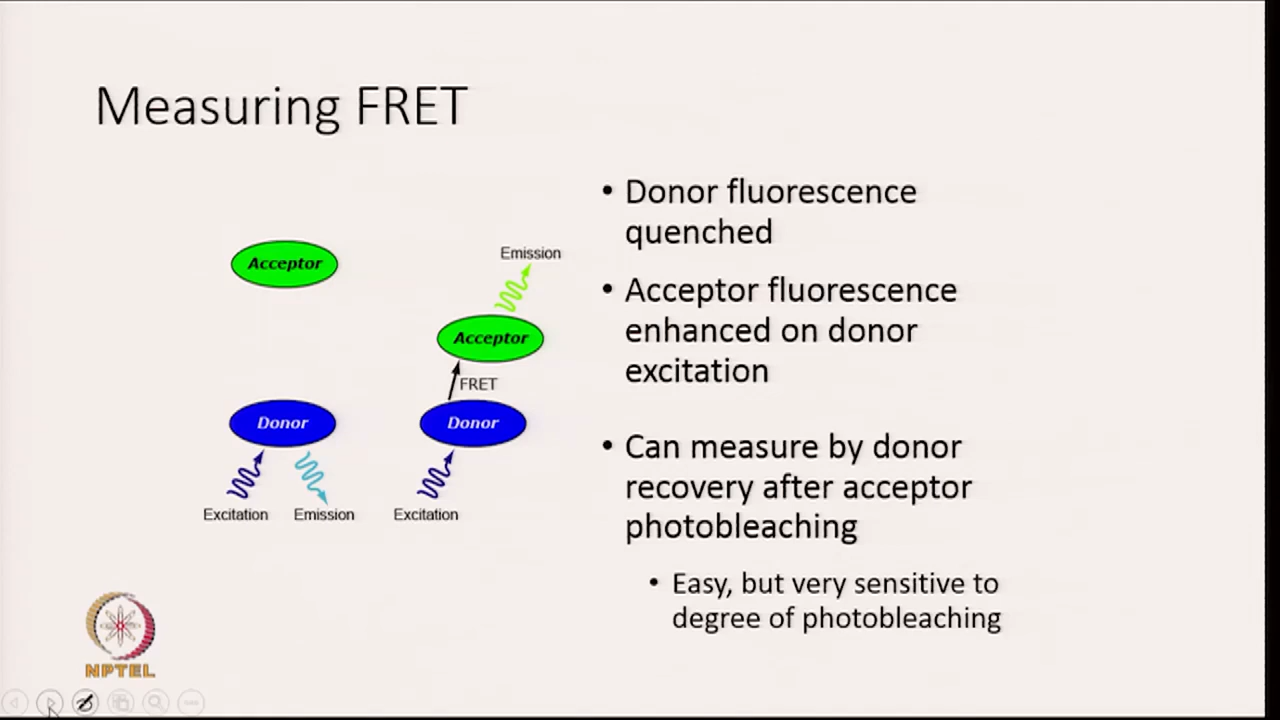 Measuring FRET
Acceptor
Emission
Acceptor
FRET
Donor
Donor
Excitation
Emission
Excitation
• Donor fluorescence
quenched
• Acceptor fluorescence
enhanced on donor
excitation
• Can measure by donor
recovery after acceptor
photobleaching
• Easy, but very sensitive to
degree of photobleaching
NPTEL